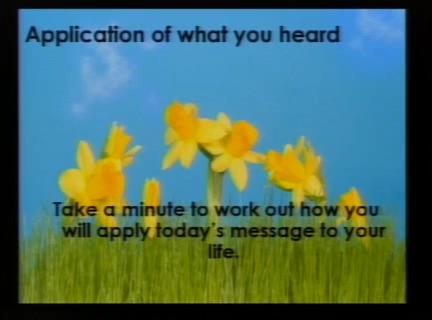 Application of what you heard
Take a minute to work out how you
will apply today's message to your
life.